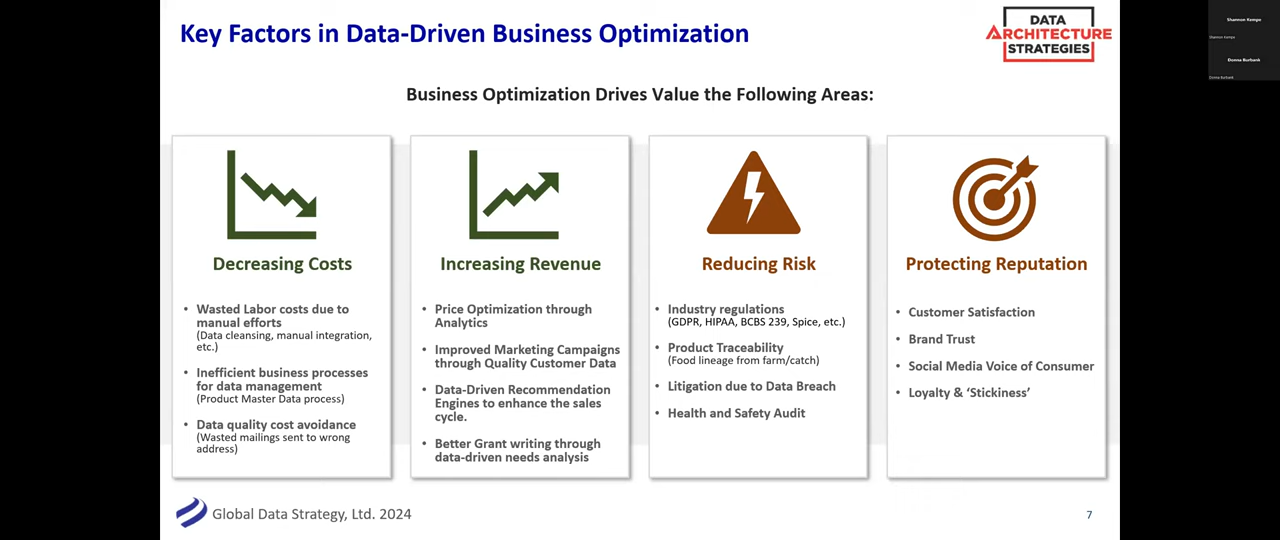 Key Factors in Data-Driven Business Optimization
DATA
ARCHITECTURE
STRATEGIES
Shannon Kempe
Shannon Kempe
Donna Burbank
Donna Burbank
Business Optimization Drives Value the Following Areas:
Decreasing Costs
• Wasted Labor costs due to
manual efforts
(Data cleansing, manual integration,
etc.)
• Inefficient business processes
for data management
(Product Master Data process)
• Data quality cost avoidance
(Wasted mailings sent to wrong
address)
Increasing Revenue
• Price Optimization through
Analytics
• Improved Marketing Campaigns
through Quality Customer Data
• Data-Driven Recommendation
Engines to enhance the sales
cycle.
• Better Grant writing through
data-driven needs analysis
Reducing Risk
• Industry regulations
(GDPR, HIPAA, BCBS 239, Spice, etc.)
• Product Traceability
(Food lineage from farm/catch)
• Litigation due to Data Breach
• Health and Safety Audit
Protecting Reputation
• Customer Satisfaction
• Brand Trust
• Social Media Voice of Consumer
• Loyalty & ‘Stickiness’
Global Data Strategy, Ltd. 2024
7